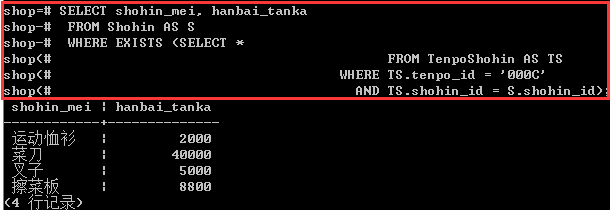 shop=# SELECT shohin_mei, hanbai_tanka
shop-#  FROM Shohin AS S
shop-#  WHERE EXISTS (SELECT *
shop(#                  FROM TenpoShohin AS TS
shop(#                 WHERE TS.tenpo_id = '000C'
shop(#                   AND TS.shohin_id = S.shohin_id);
shohin_mei | hanbai_tanka
-----------+--------------
运动恤衫 | 2000
菜刀 | 40000
叉子 | 5000
擦菜板 | 8800
(4 行记录)